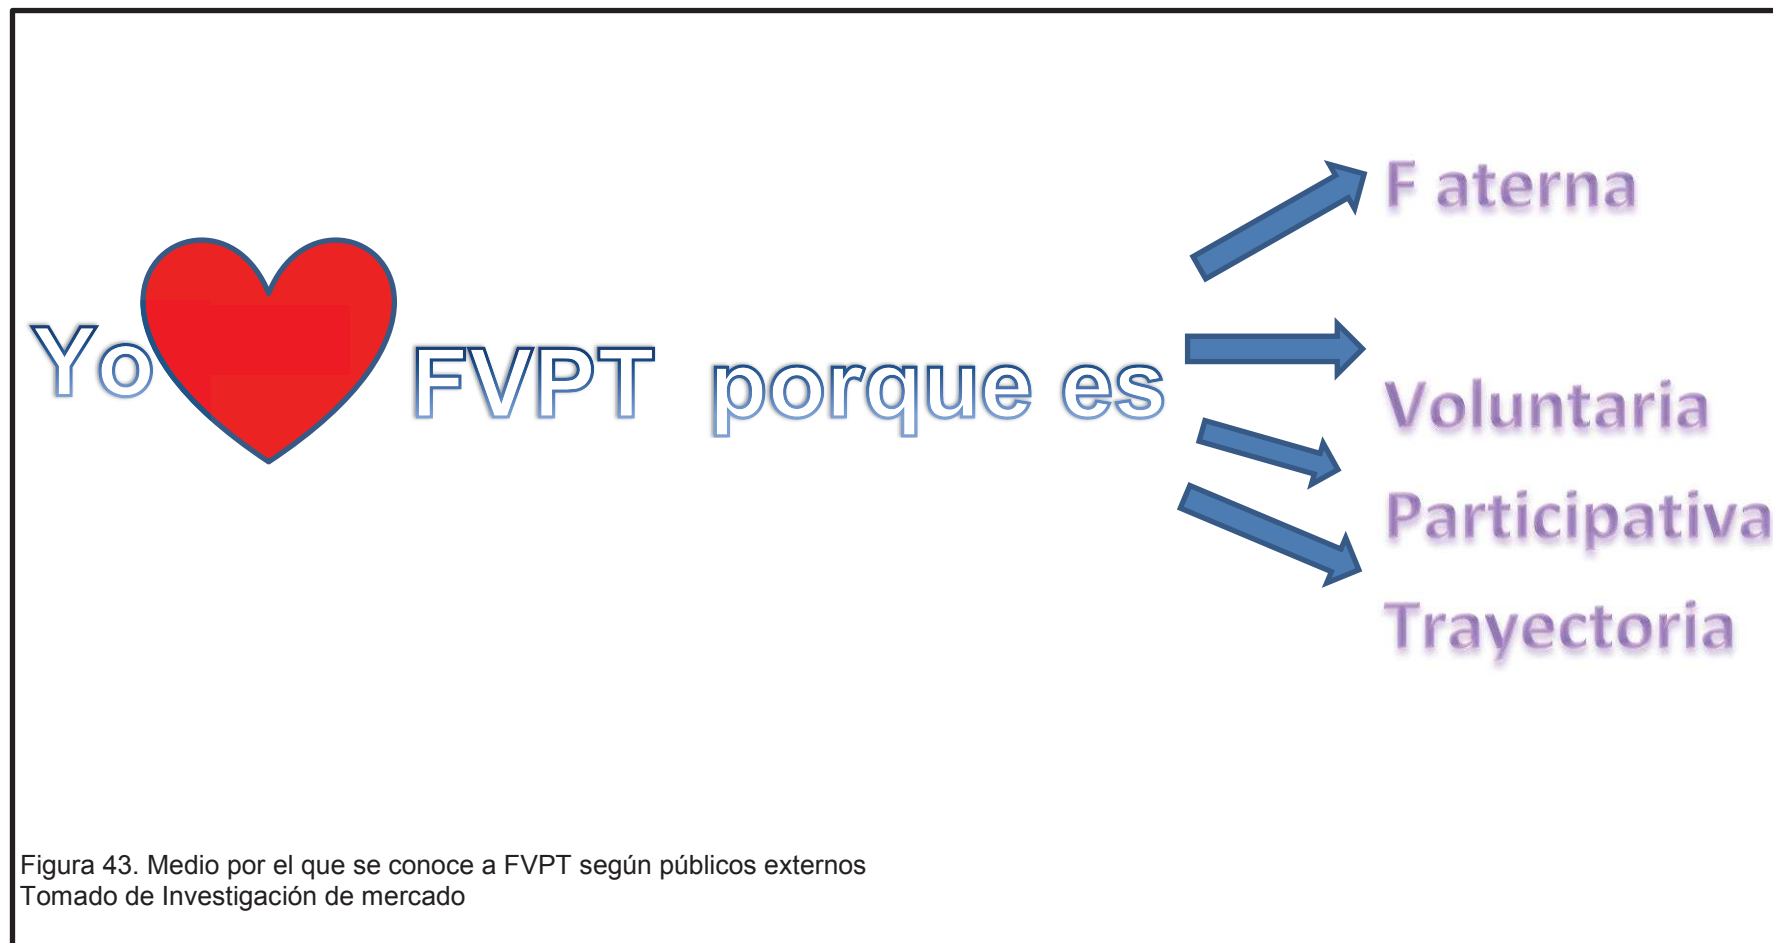 Yo FVPT porque es
F aterna
Voluntaria
Participativa
Trayectoria
Figura 43. Medio por el que se conoce a FVPT según públicos externos
Tomado de Investigación de mercado